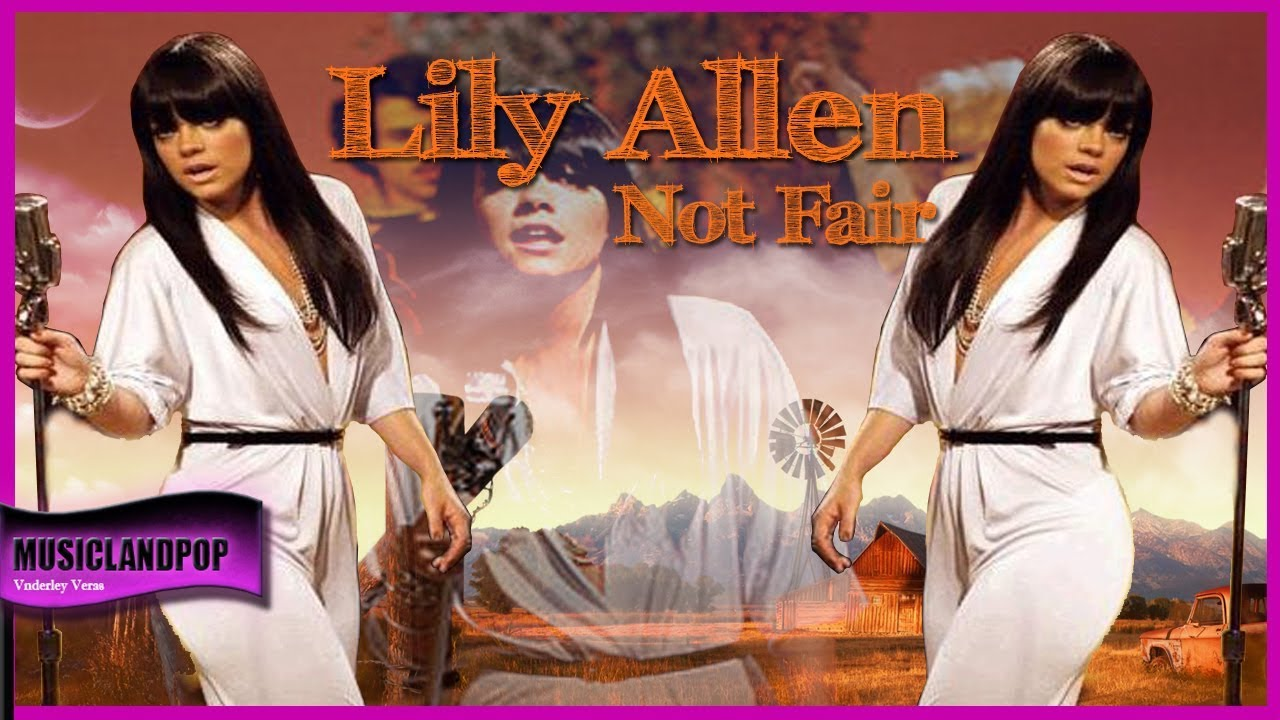 Lily Allen
Not Fair
MUSICLANDPOP
Vnderley Veras